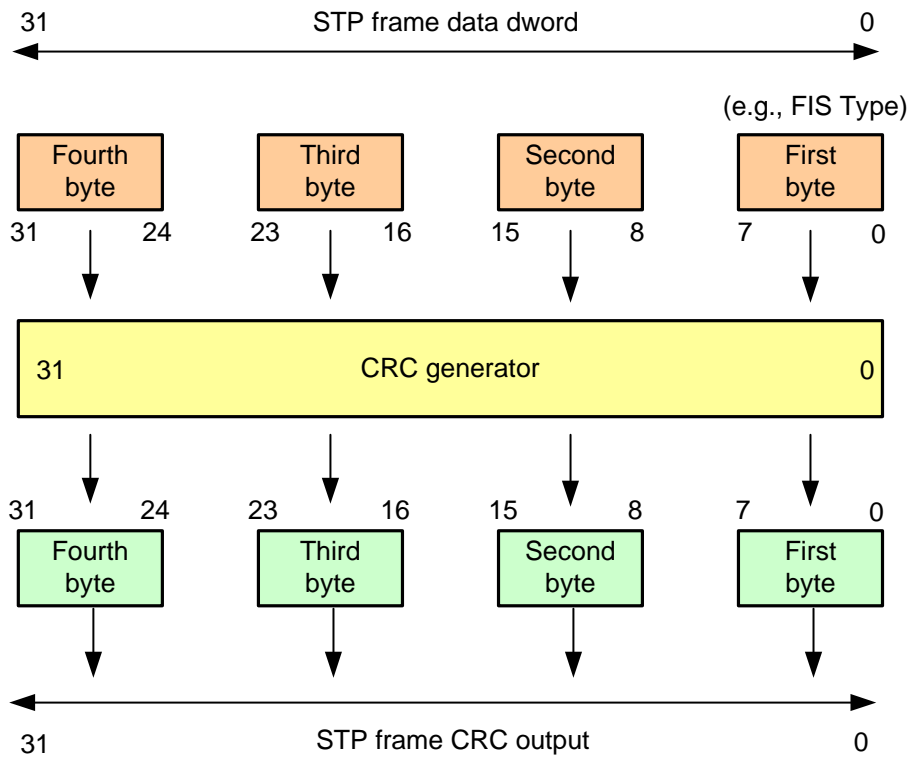 31 STP frame data dword 0
(e.g., FIS Type)
Fourth byte Third byte Second byte First byte
31 24 23 16 15 8 7 0
31 CRC generator 0
31 24 23 16 15 8 7 0
Fourth byte Third byte Second byte First byte
31 STP frame CRC output 0